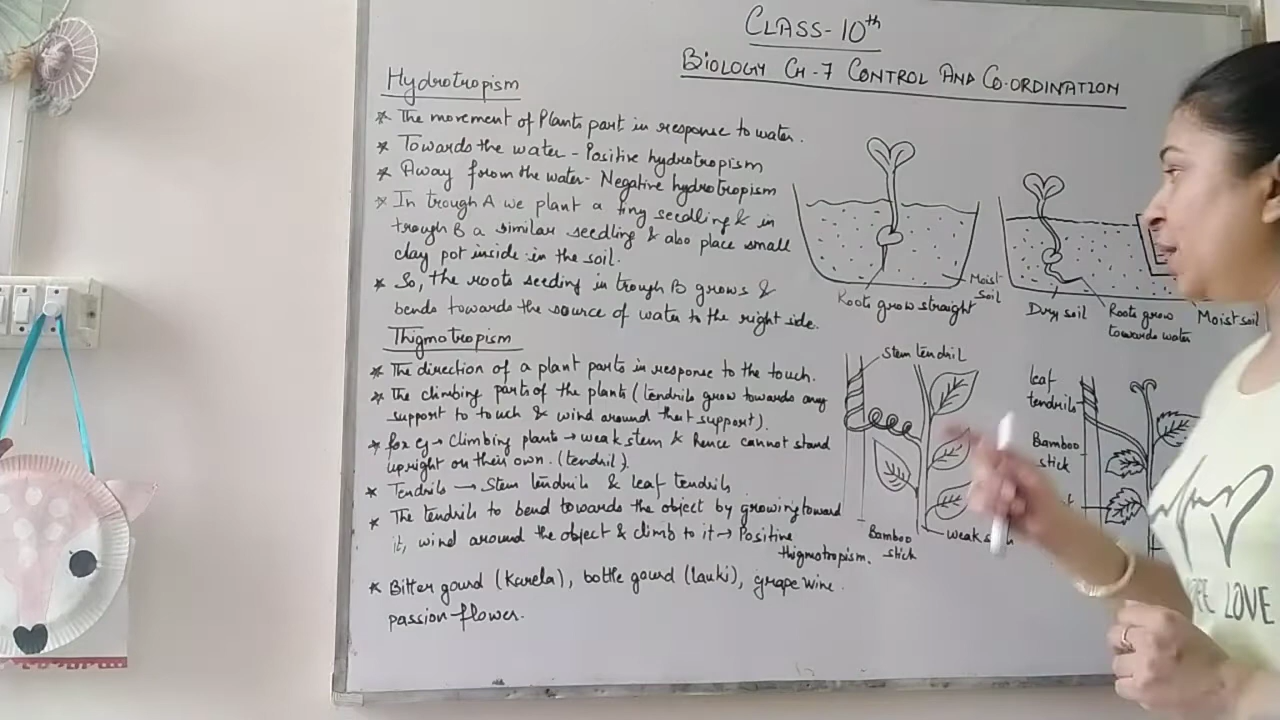 CLASS-10th
BIOLOGY CH-7 CONTROL AND CO-ORDINATION
Hydrotropism
* The movement of Plants part in response to water.
* Towards the water - Positive hydrotropism
* Away from the water - Negative hydrotropism
* In trough A we plant a tiny seedling & in
trough B a similar seedling & also place small
clay pot inside in the soil.
* So, the roots seeding in trough B grows &
bends towards the source of water to the right side.
Thigmotropism
* The direction of a plant parts in response to the touch.
* The climbing parts of the plants (tendrils grow towards any
support to touch & wind around that support).
* for eg → Climbing plants → weak stem & hence cannot stand
upright on their own. (tendril).
* Tendrils → Stem tendrils & leaf tendrils
* The tendrils to bend towards the object by growing toward
it, wind around the object & climb to it → Positive
thigmotropism.
* Bitter gourd (Karela), bottle gourd (lauki), grape wine.
passion-flower.
Moist-
soil
Roots grow straight
Dry soil
Roots grow
towards water
Moist soil
Stem tendril
Bamboo
stick
weak
leaf
tendrils
Bamboo
stick
LOVE